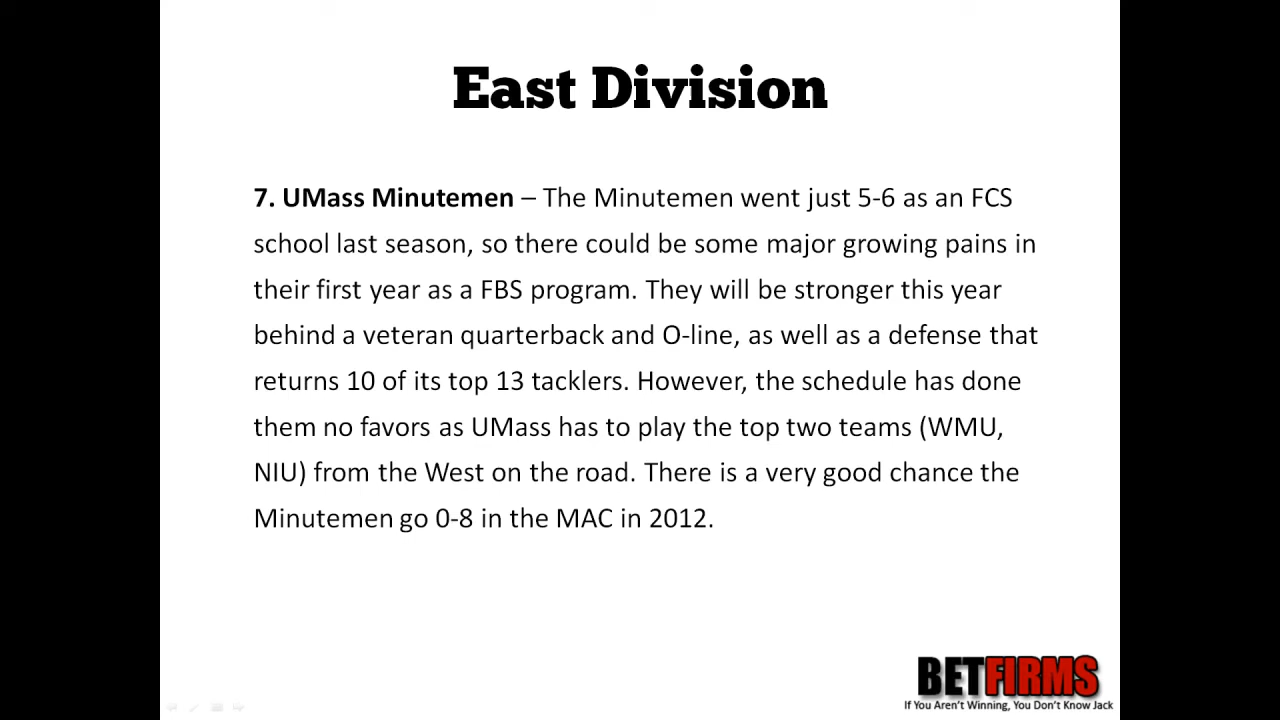 East Division
7. UMass Minutemen – The Minutemen went just 5-6 as an FCS
school last season, so there could be some major growing pains in
their first year as a FBS program. They will be stronger this year
behind a veteran quarterback and O-line, as well as a defense that
returns 10 of its top 13 tacklers. However, the schedule has done
them no favors as UMass has to play the top two teams (WMU,
NIU) from the West on the road. There is a very good chance the
Minutemen go 0-8 in the MAC in 2012.
BETFIRMS
If You Aren't Winning, You Don't Know Jack